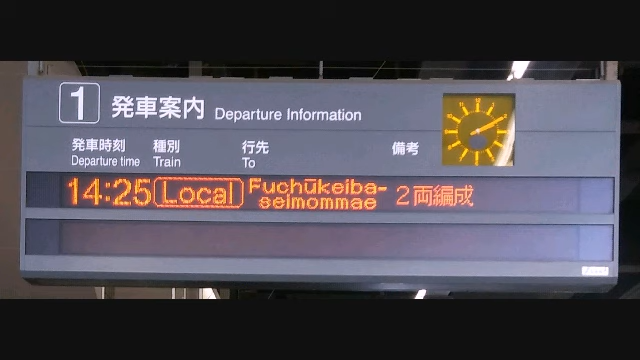 1 発車案内 Departure Information
発車時刻 種別 行先 備考
Departure time Train To
14:25 Local Fuchūkeiba-
seimommae 2両編成